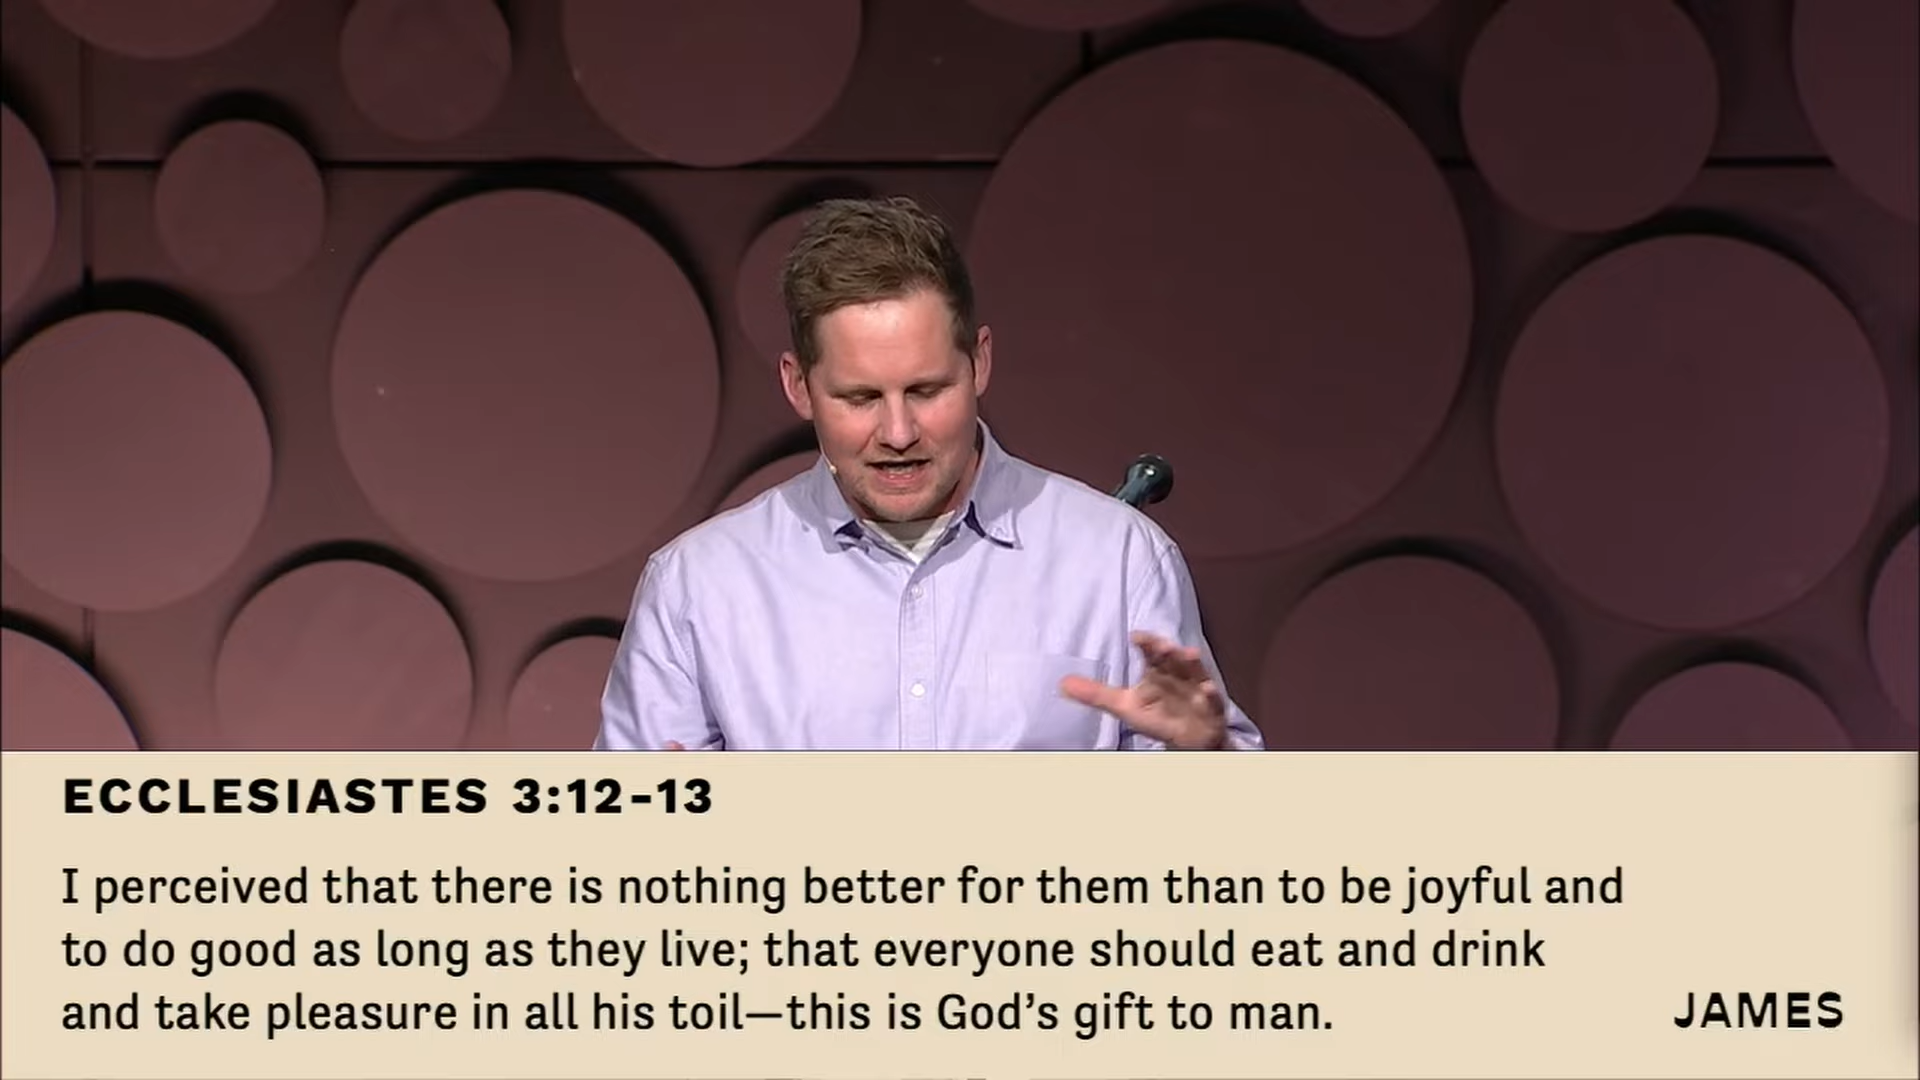 ECCLESIASTES 3:12-13
I perceived that there is nothing better for them than to be joyful and
to do good as long as they live; that everyone should eat and drink
and take pleasure in all his toil—this is God’s gift to man.
JAMES